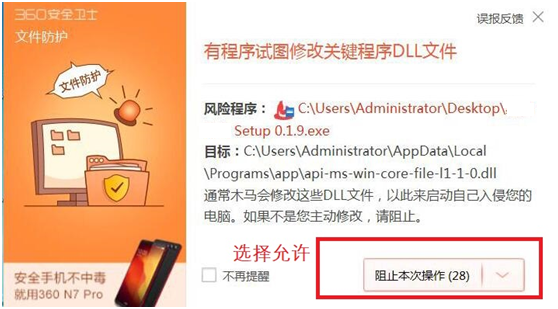 360安全卫士
文件防护
文件防护
安全手机不中毒
就用360 N7 Pro
误报反馈 ×
有程序试图修改关键程序DLL文件
风险程序： C:\Users\Administrator\Desktop\
Setup 0.1.9.exe
目标：C:\Users\Administrator\AppData\Local
\Programs\app\api-ms-win-core-file-l1-1-0.dll
通常木马会修改这些DLL文件，以此来启动自己入侵您的
电脑。如果不是您主动修改，请阻止。
选择允许
不再提醒
阻止本次操作(28)